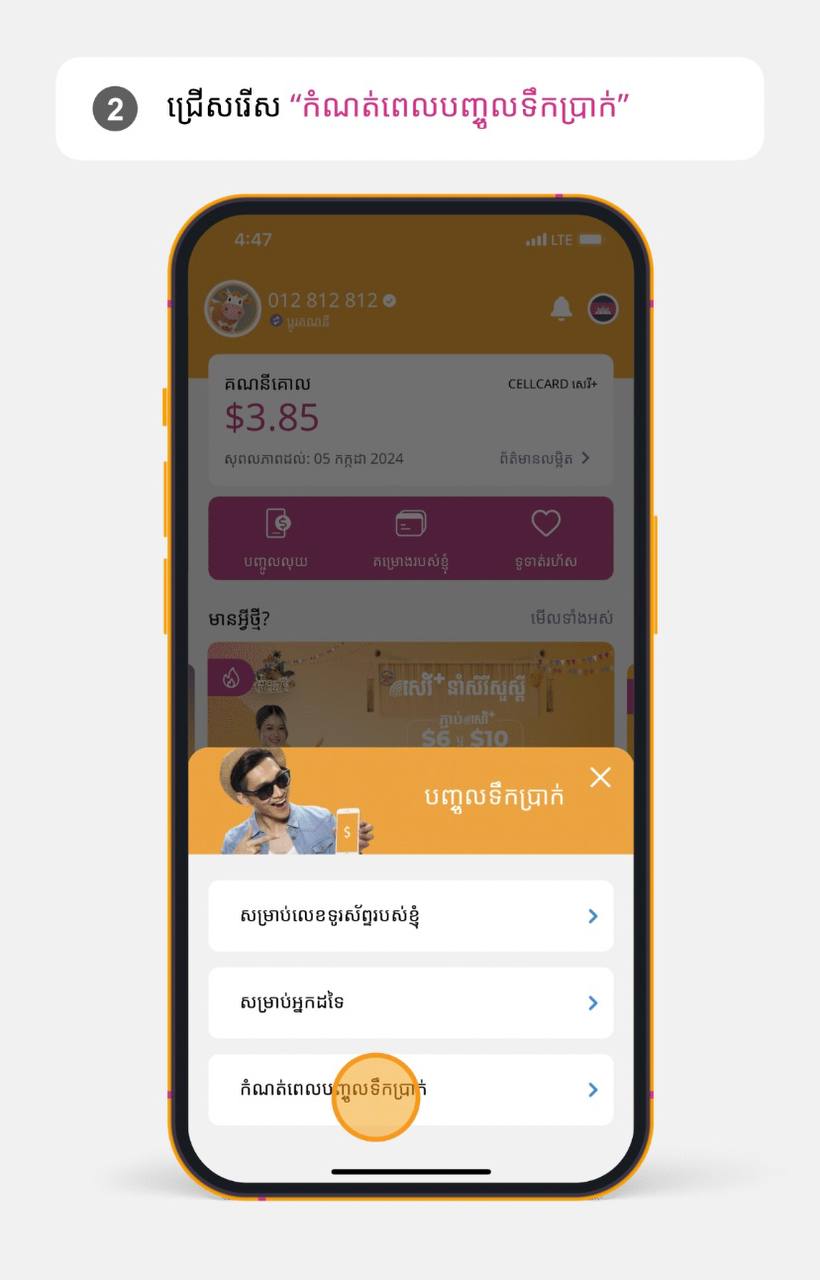 2 ជ្រើសរើស “កំណត់ពេលបញ្ចូលទឹកប្រាក់”
4:47 LTE
012 812 812
ប្តូរគណនី
គណនីគោល CELLCARD សេរី+
$3.85
សុពលភាពដល់: 05 កក្កដា 2024 ព័ត៌មានលម្អិត
បញ្ចូលលុយ គម្រោងរបស់ខ្ញុំ ទូទាត់រហ័ស
មានអ្វីថ្មី? មើលទាំងអស់
សេរី+ នាំសិរីសួស្តី
ភ្ជាប់ សេរី+
$6 ឬ $10
បញ្ចូលទឹកប្រាក់
$
សម្រាប់លេខទូរស័ព្ទរបស់ខ្ញុំ
សម្រាប់អ្នកដទៃ
កំណត់ពេលបញ្ចូលទឹកប្រាក់